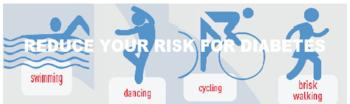 REDUCE YOUR RISK FOR DIABETES
swimming
dancing
cycling
brisk
walking